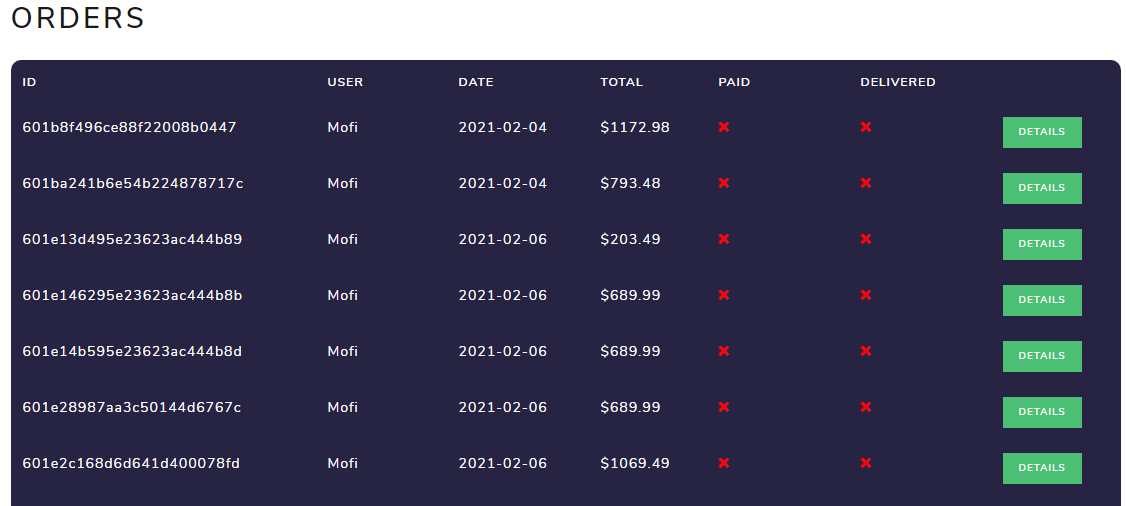 ORDERS
ID USER DATE TOTAL PAID DELIVERED
601b8f496ce88f22008b0447 Mofi 2021-02-04 $1172.98 DETAILS
601ba241b6e54b224878717c Mofi 2021-02-04 $793.48 DETAILS
601e13d495e23623ac444b89 Mofi 2021-02-06 $203.49 DETAILS
601e146295e23623ac444b8b Mofi 2021-02-06 $689.99 DETAILS
601e14b595e23623ac444b8d Mofi 2021-02-06 $689.99 DETAILS
601e28987aa3c50144d6767c Mofi 2021-02-06 $689.99 DETAILS
601e2c168d6d641d400078fd Mofi 2021-02-06 $1069.49 DETAILS